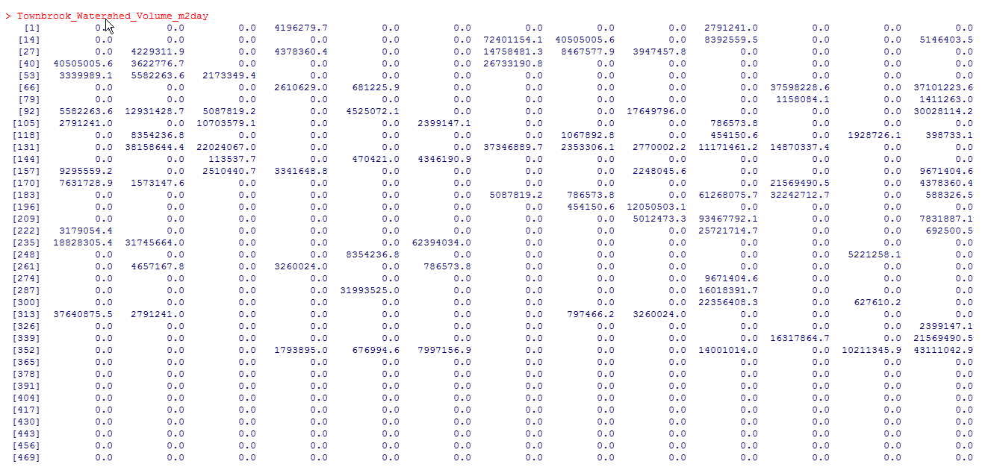 > Townbrook_Watershed_Volume_m2day
[1] 0.0 0.0 0.0 4196279.7 0.0 0.0 0.0 0.0 0.0 2791241.0 0.0 0.0 0.0
[14] 0.0 0.0 0.0 0.0 0.0 0.0 72401154.1 40505005.6 0.0 8392559.5 0.0 0.0 5146403.5
[27] 0.0 4229311.9 0.0 4378360.4 0.0 0.0 14758481.3 8467577.9 3947457.8 0.0 0.0 0.0 0.0
[40] 40505005.6 3622776.7 0.0 0.0 0.0 0.0 26733190.8 0.0 0.0 0.0 0.0 0.0 0.0
[53] 3339989.1 5582263.6 2173349.4 0.0 0.0 0.0 0.0 0.0 0.0 0.0 0.0 0.0 0.0
[66] 0.0 0.0 0.0 2610629.0 681225.9 0.0 0.0 0.0 0.0 0.0 37598228.6 0.0 37101223.6
[79] 0.0 0.0 0.0 0.0 0.0 0.0 0.0 0.0 0.0 0.0 1158084.1 0.0 1411263.0
[92] 5582263.6 12931428.7 5087819.2 0.0 4525072.1 0.0 0.0 0.0 17649796.0 0.0 0.0 0.0 30028114.2
[105] 2791241.0 0.0 10703579.1 0.0 0.0 2399147.1 0.0 0.0 0.0 786573.8 0.0 0.0 0.0
[118] 0.0 8354236.8 0.0 0.0 0.0 0.0 0.0 1067892.8 0.0 454150.6 0.0 1928726.1 398733.1
[131] 0.0 38158644.4 22024067.0 0.0 0.0 0.0 37346889.7 2353306.1 2770002.2 11171461.2 14870337.4 0.0 0.0
[144] 0.0 0.0 113537.7 0.0 470421.0 4346190.9 0.0 0.0 0.0 0.0 0.0 0.0 0.0
[157] 9295559.2 0.0 2510440.7 3341648.8 0.0 0.0 0.0 0.0 2248045.6 0.0 0.0 0.0 9671404.6
[170] 7631728.9 1573147.6 0.0 0.0 0.0 0.0 0.0 0.0 0.0 0.0 21569490.5 0.0 4378360.4
[183] 0.0 0.0 0.0 0.0 0.0 0.0 5087819.2 786573.8 0.0 61268075.7 32242712.7 0.0 588326.5
[196] 0.0 0.0 0.0 0.0 0.0 0.0 0.0 454150.6 12050503.1 0.0 0.0 0.0 0.0
[209] 0.0 0.0 0.0 0.0 0.0 0.0 0.0 0.0 5012473.3 93467792.1 0.0 0.0 7831887.1
[222] 3179054.4 0.0 0.0 0.0 0.0 0.0 0.0 0.0 0.0 25721714.7 0.0 0.0 692500.5
[235] 18828305.4 31745664.0 0.0 0.0 0.0 62394034.0 0.0 0.0 0.0 0.0 0.0 0.0 0.0
[248] 0.0 0.0 0.0 0.0 8354236.8 0.0 0.0 0.0 0.0 0.0 0.0 5221258.1 0.0
[261] 0.0 4657167.8 0.0 3260024.0 0.0 786573.8 0.0 0.0 0.0 0.0 0.0 0.0 0.0
[274] 0.0 0.0 0.0 0.0 0.0 0.0 0.0 0.0 0.0 9671404.6 0.0 0.0 0.0
[287] 0.0 0.0 0.0 0.0 31993525.0 0.0 0.0 0.0 0.0 16018391.7 0.0 0.0 0.0
[300] 0.0 0.0 0.0 0.0 0.0 0.0 0.0 0.0 0.0 22356408.3 0.0 627610.2 0.0
[313] 37640875.5 2791241.0 0.0 0.0 0.0 0.0 0.0 797466.2 3260024.0 0.0 0.0 0.0 0.0
[326] 0.0 0.0 0.0 0.0 0.0 0.0 0.0 0.0 0.0 0.0 0.0 0.0 2399147.1
[339] 0.0 0.0 0.0 0.0 0.0 0.0 0.0 0.0 0.0 0.0 16317864.7 0.0 21569490.5
[352] 0.0 0.0 0.0 1793895.0 676994.6 7997156.9 0.0 0.0 0.0 14001014.0 0.0 10211345.9 43111042.9
[365] 0.0 0.0 0.0 0.0 0.0 0.0 0.0 0.0 0.0 0.0 0.0 0.0 0.0
[378] 0.0 0.0 0.0 0.0 0.0 0.0 0.0 0.0 0.0 0.0 0.0 0.0 0.0
[391] 0.0 0.0 0.0 0.0 0.0 0.0 0.0 0.0 0.0 0.0 0.0 0.0 0.0
[404] 0.0 0.0 0.0 0.0 0.0 0.0 0.0 0.0 0.0 0.0 0.0 0.0 0.0
[417] 0.0 0.0 0.0 0.0 0.0 0.0 0.0 0.0 0.0 0.0 0.0 0.0 0.0
[430] 0.0 0.0 0.0 0.0 0.0 0.0 0.0 0.0 0.0 0.0 0.0 0.0 0.0
[443] 0.0 0.0 0.0 0.0 0.0 0.0 0.0 0.0 0.0 0.0 0.0 0.0 0.0
[456] 0.0 0.0 0.0 0.0 0.0 0.0 0.0 0.0 0.0 0.0 0.0 0.0 0.0
[469] 0.0 0.0 0.0 0.0 0.0 0.0 0.0 0.0 0.0 0.0 0.0 0.0 0.0